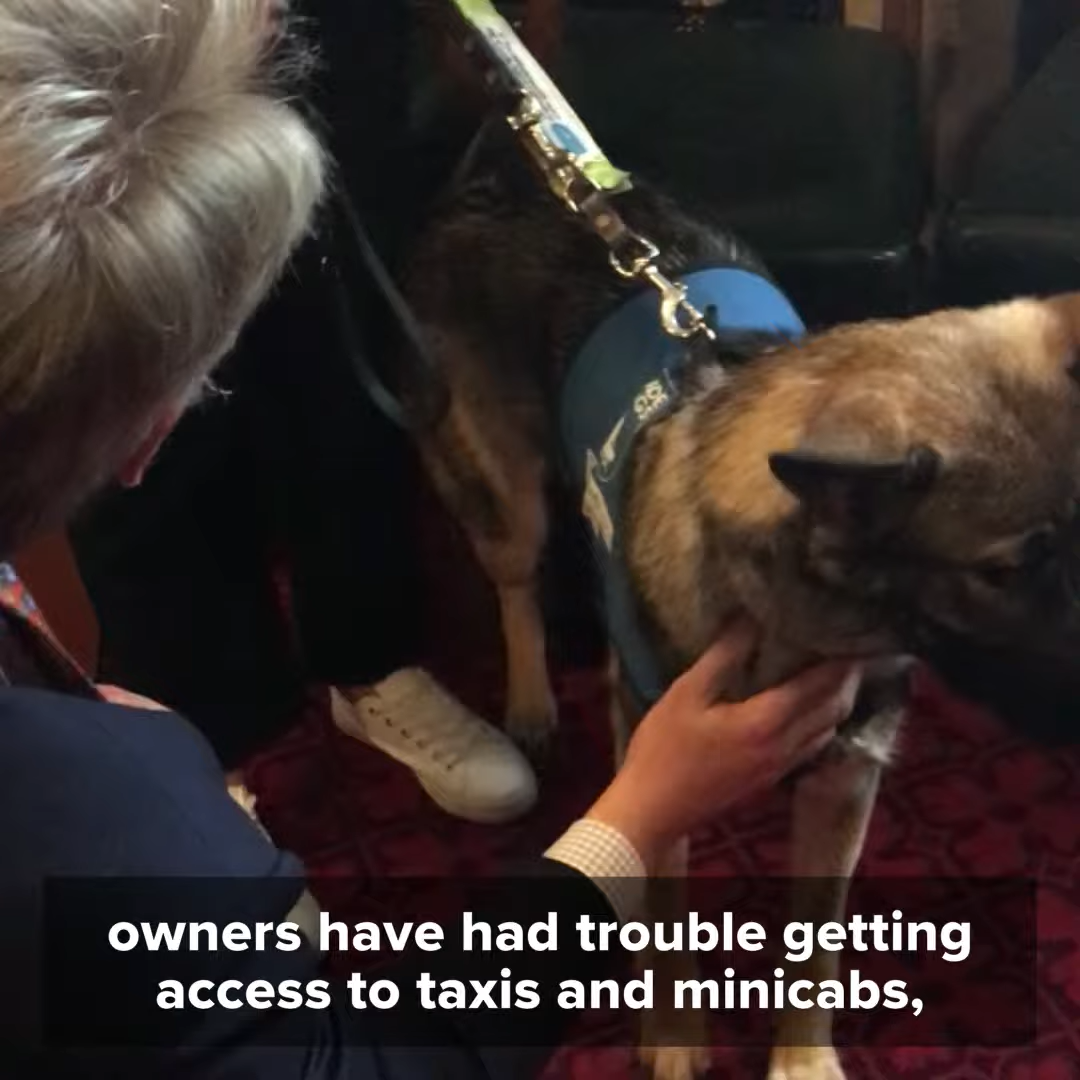 owners have had trouble getting
access to taxis and minicabs,